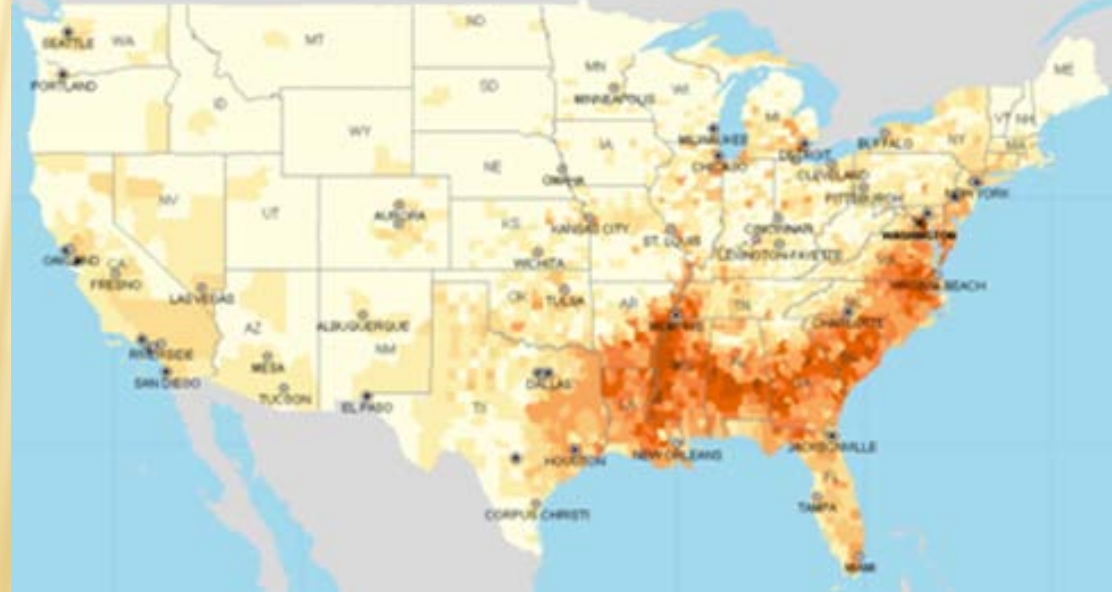 ND
SEATTLE
WA
MT
ME
PORTLAND
MN
SD
WI
MINNEAPOLIS
VT
NH
ID
MI
WY
MILWAUKEE
BUFFALO
NY
MA
IA
DETROIT
CHICAGO
NE
CLEVELAND
OMAHA
PITTSBURGH
NEW YORK
NV
UT
AURORA
KS
KANSAS CITY
CINCINNATI
WASHINGTON
OAKLAND
CA
ST. LOUIS
LEXINGTON-FAYETTE
WICHITA
VA
FRESNO
VIRGINIA BEACH
LAS VEGAS
OK
TULSA
AR
TN
ALBUQUERQUE
MEMPHIS
CHARLOTTE
AZ
NM
RIVERSIDE
MESA
SAN DIEGO
DALLAS
TUCSON
EL PASO
TX
LA
JACKSONVILLE
HOUSTON
NEW ORLEANS
FL
CORPUS CHRISTI
TAMPA
MIAMI